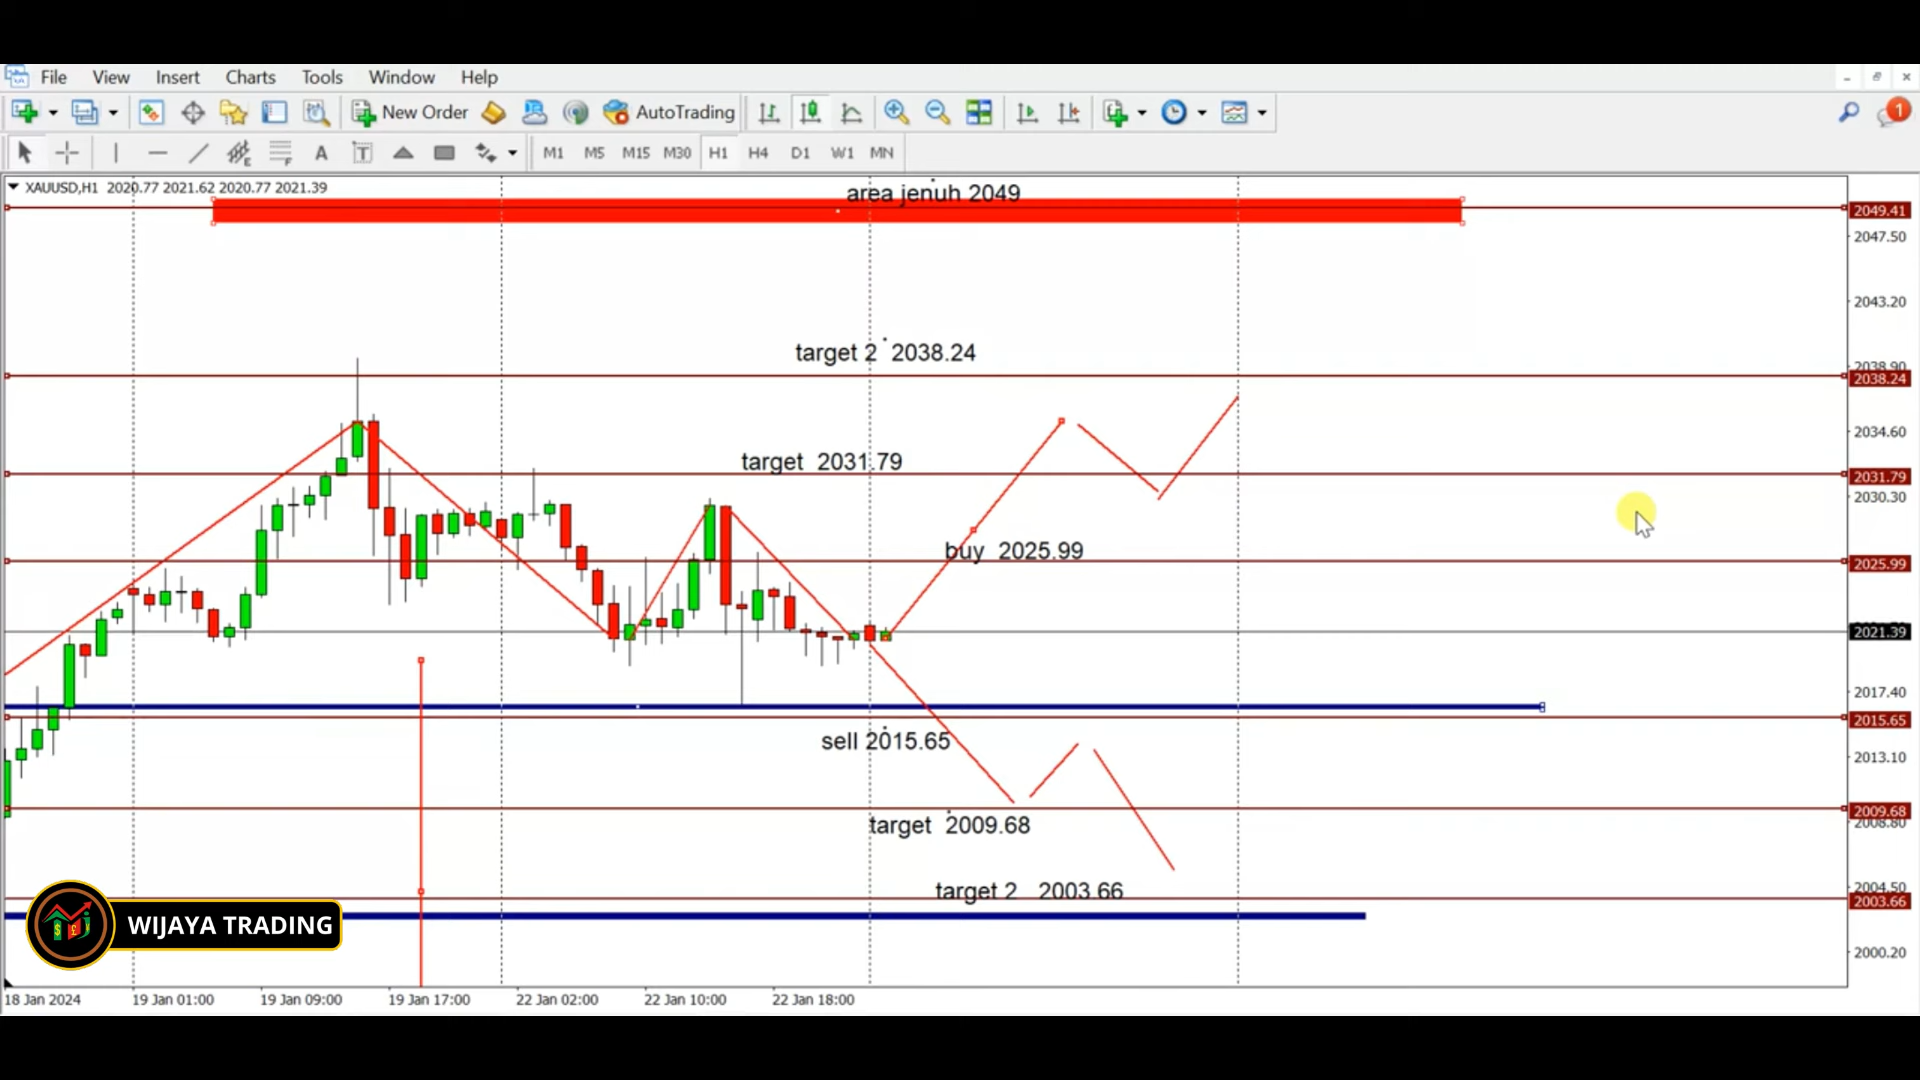 File View Insert Charts Tools Window Help
New Order AutoTrading 1
A T M1 M5 M15 M30 H1 H4 D1 W1 MN
XAUUSD,H1 2020.77 2021.62 2020.77 2021.39
area jenuh 2049
2049.41
2047.50
2043.20
target 2 2038.24
2038.90
2038.24
2034.60
target 2031.79
2031.79
2030.30
buy 2025.99
2025.99
2021.39
2017.40
2015.65
sell 2015.65
2013.10
2009.68
target 2009.68
2008.80
target 2 2003.66
2004.50
2003.66
WIJAYA TRADING
2000.20
18 Jan 2024 19 Jan 01:00 19 Jan 09:00 19 Jan 17:00 22 Jan 02:00 22 Jan 10:00 22 Jan 18:00